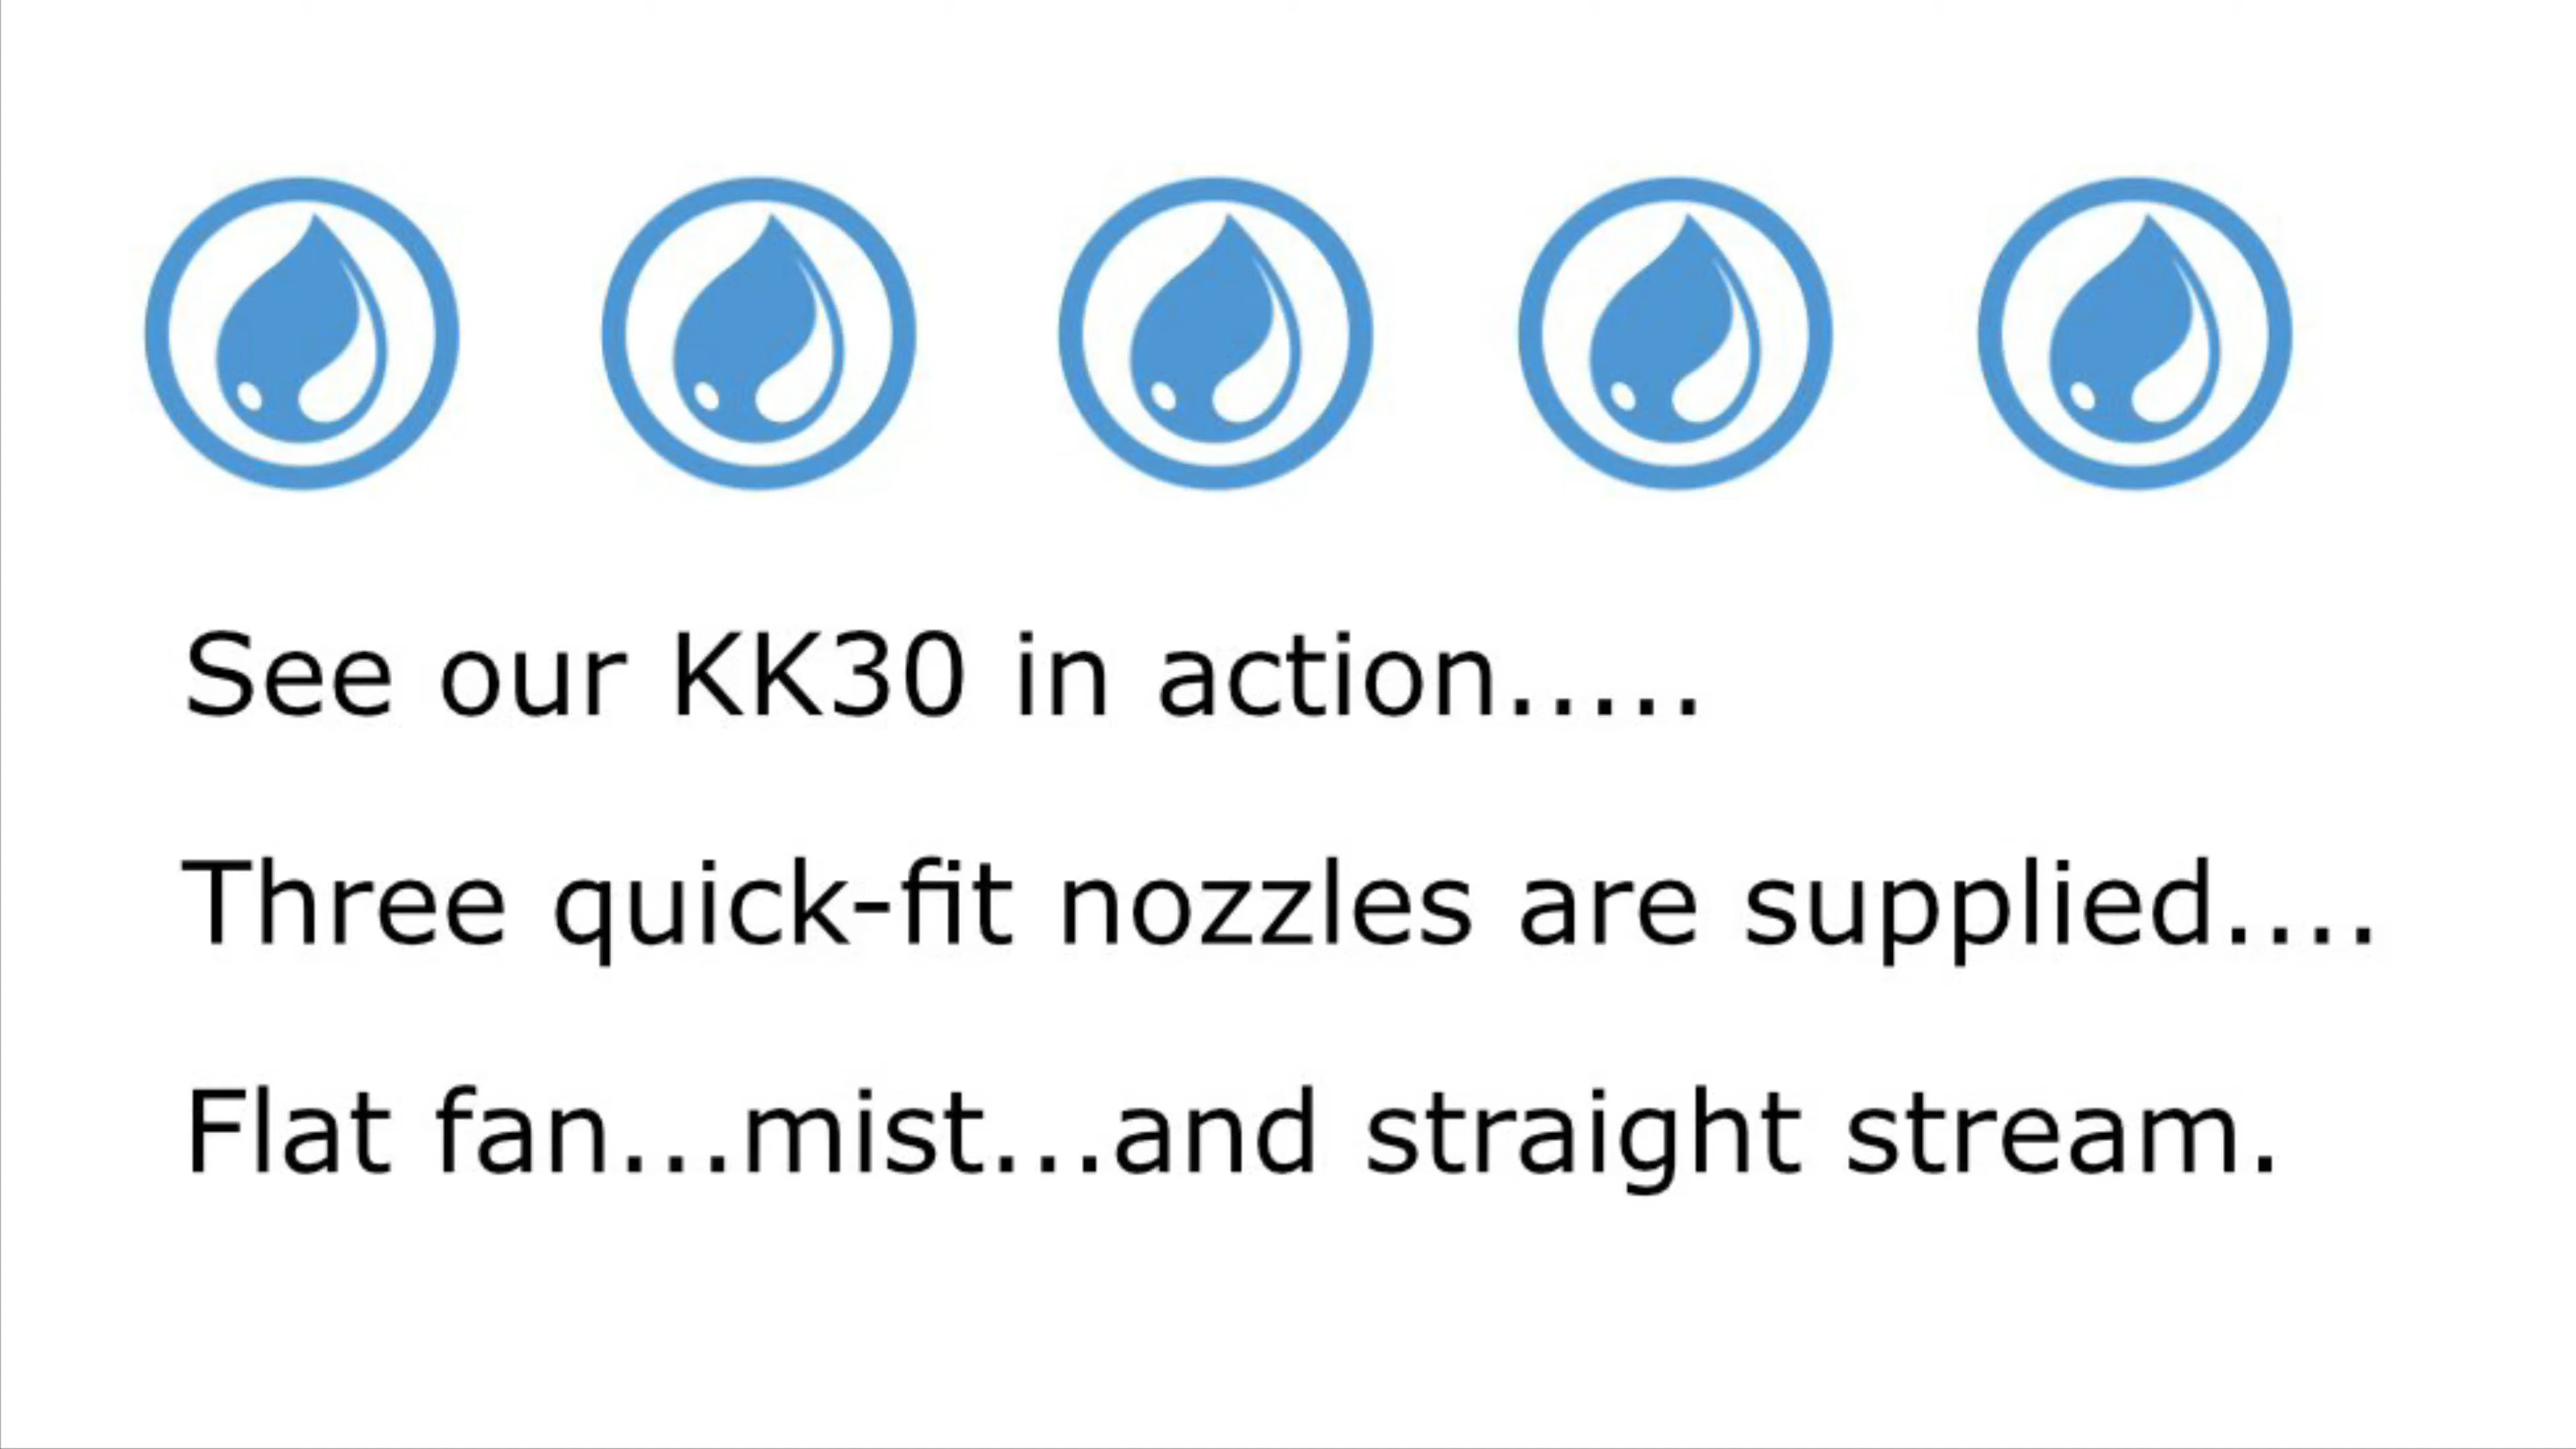 See our KK30 in action.....
Three quick-fit nozzles are supplied....
Flat fan...mist...and straight stream.